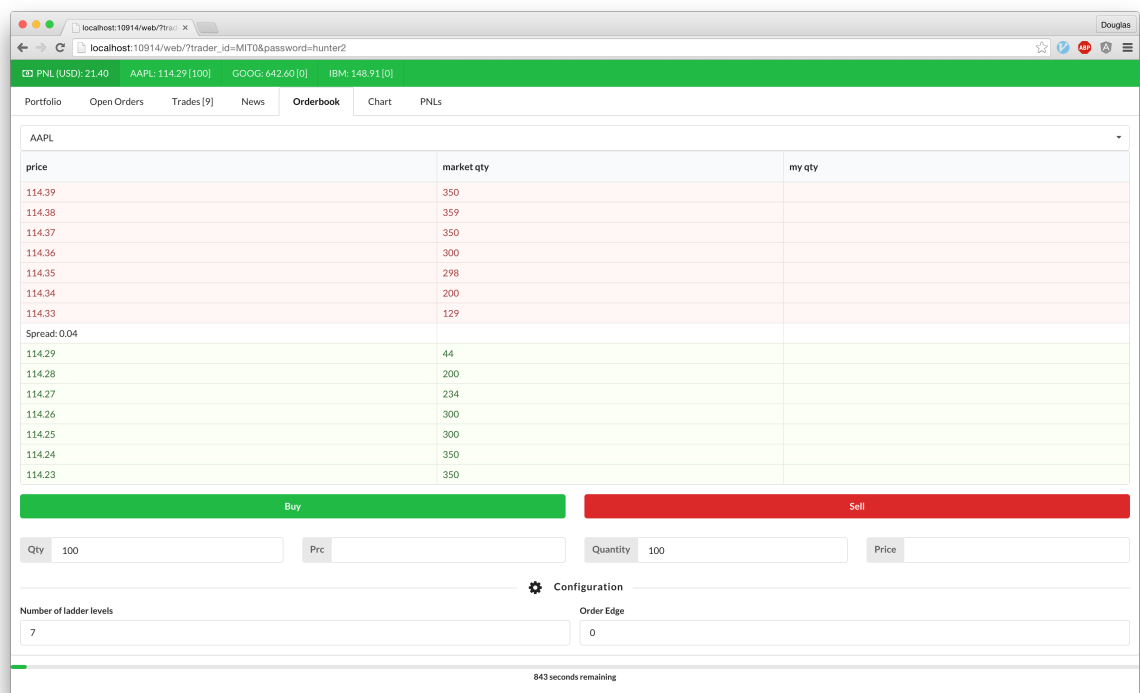 localhost:10914/web/?trad
Douglas
localhost:10914/web/?trader_id=MIT0&password=hunter2
ABP
PNL (USD): 21.40 AAPL: 114.29 [100] GOOG: 642.60 [0] IBM: 148.91 [0]
Portfolio Open Orders Trades [9] News Orderbook Chart PNLs
AAPL
price market qty my qty
114.39 350
114.38 359
114.37 350
114.36 300
114.35 298
114.34 200
114.33 129
Spread: 0.04
114.29 44
114.28 200
114.27 234
114.26 300
114.25 300
114.24 350
114.23 350
Buy Sell
Qty 100 Prc Quantity 100 Price
Configuration
Number of ladder levels Order Edge
7 0
843 seconds remaining